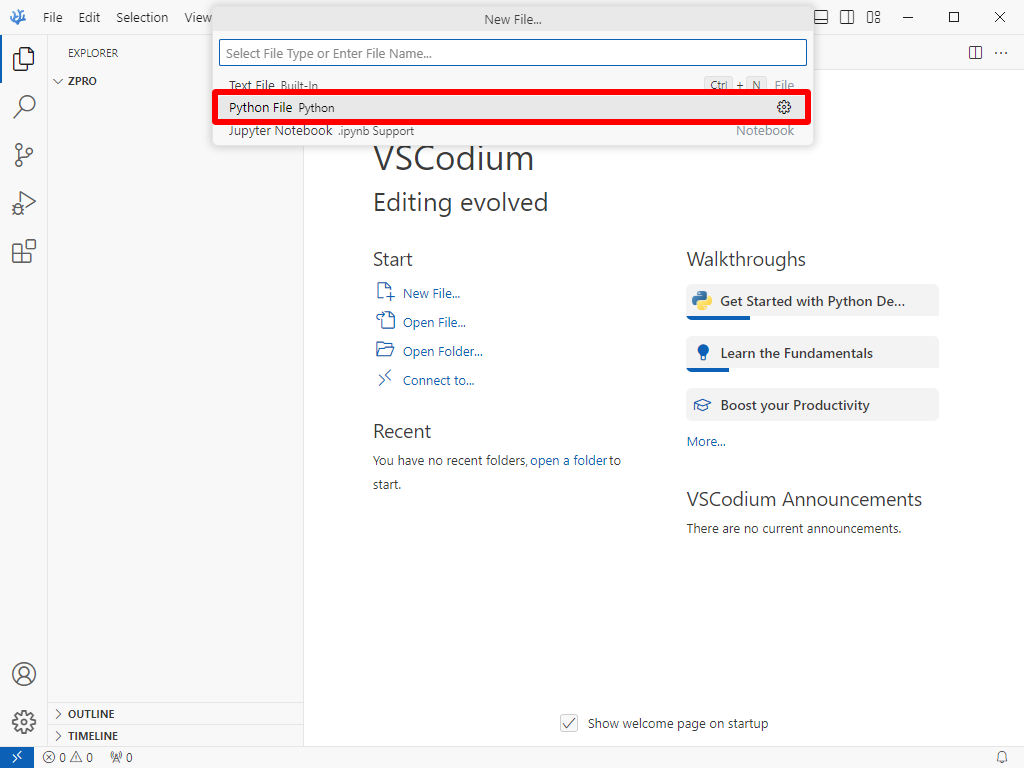 File Edit Selection View
New File...
Select File Type or Enter File Name...
Text File Built-In Ctrl + N File
Python File Python
Jupyter Notebook .ipynb Support Notebook
EXPLORER
ZPRO
VSCodium
Editing evolved
Start
New File...
Open File...
Open Folder...
Connect to...
Recent
You have no recent folders, open a folder to
start.
Walkthroughs
Get Started with Python De...
Learn the Fundamentals
Boost your Productivity
More...
VSCodium Announcements
There are no current announcements.
Show welcome page on startup
OUTLINE
TIMELINE
0 0 0